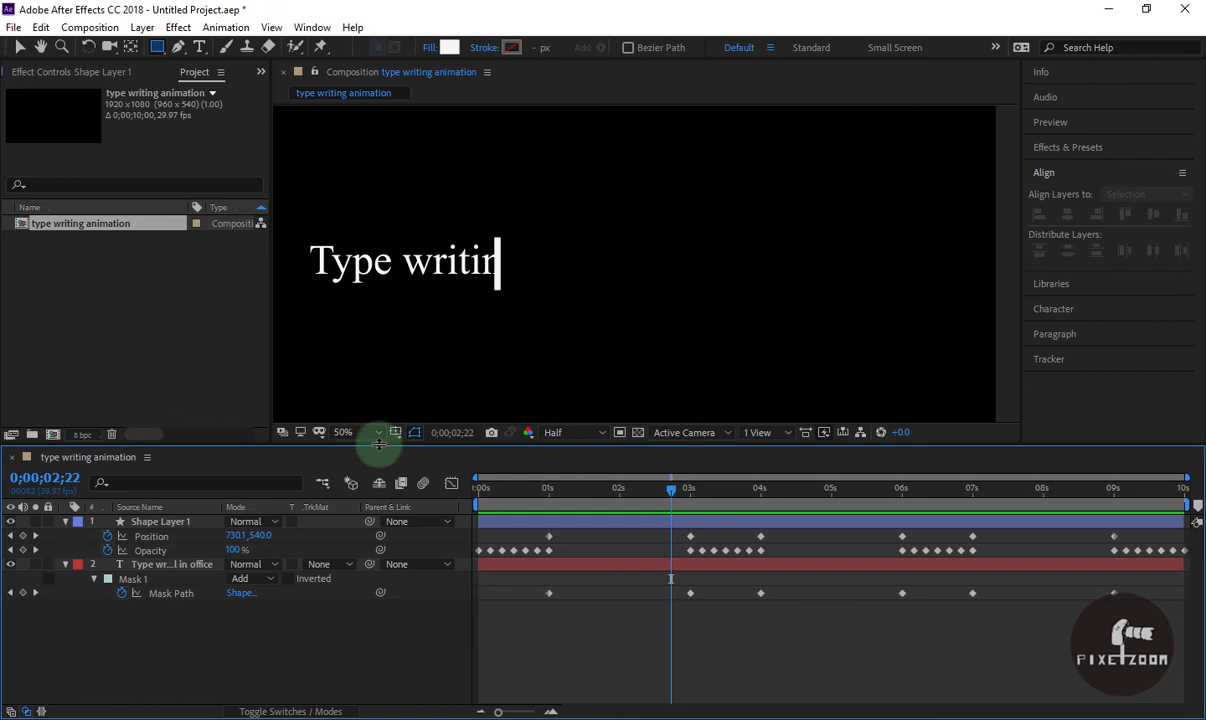 Adobe After Effects CC 2018 - Untitled Project.aep *
File Edit Composition Layer Effect Animation View Window Help
Fill: Stroke: - px Add: Bezier Path Default Standard Small Screen Search Help
Effect Controls Shape Layer 1 Project
Composition type writing animation
Info
type writing animation
1920 x 1080 (960 x 540) (1.00)
Δ 0;00;10;00, 29.97 fps
type writing animation
Audio
Preview
Effects & Presets
Align
Align Layers to: Selection
Distribute Layers:
Libraries
Character
Paragraph
Tracker
Name Type
type writing animation Compositi
Type writin
8 bpc
50% 0;00;02;22 Half Active Camera 1 View +0.0
type writing animation
0;00;02;22
00082 (29.97 fps)
:00s 01s 02s 03s 04s 05s 06s 07s 08s 09s 10s
# Source Name Mode T .TrkMat Parent & Link
1 Shape Layer 1 Normal None
Position 730.1,540.0
Opacity 100 %
2 T Type wr...l in office Normal None None
Mask 1 Add Inverted
Mask Path Shape...
PIXEZOOM
Toggle Switches / Modes